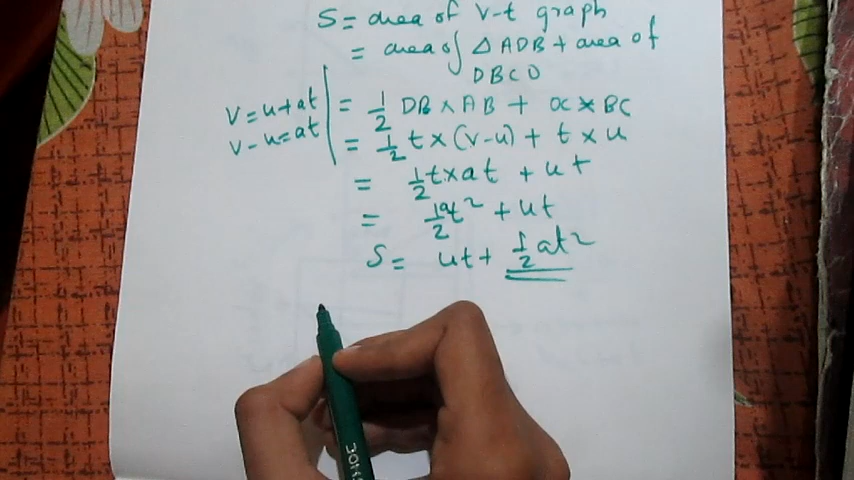 S = area of v-t graph
= area of △ ADB + area of
DBCO
v = u + at
v - u = at
= 1/2 DB × AB + OC × BC
= 1/2 t × (v-u) + t × u
= 1/2 t × at + ut
= 1/2 at² + ut
S = ut + 1/2 at²